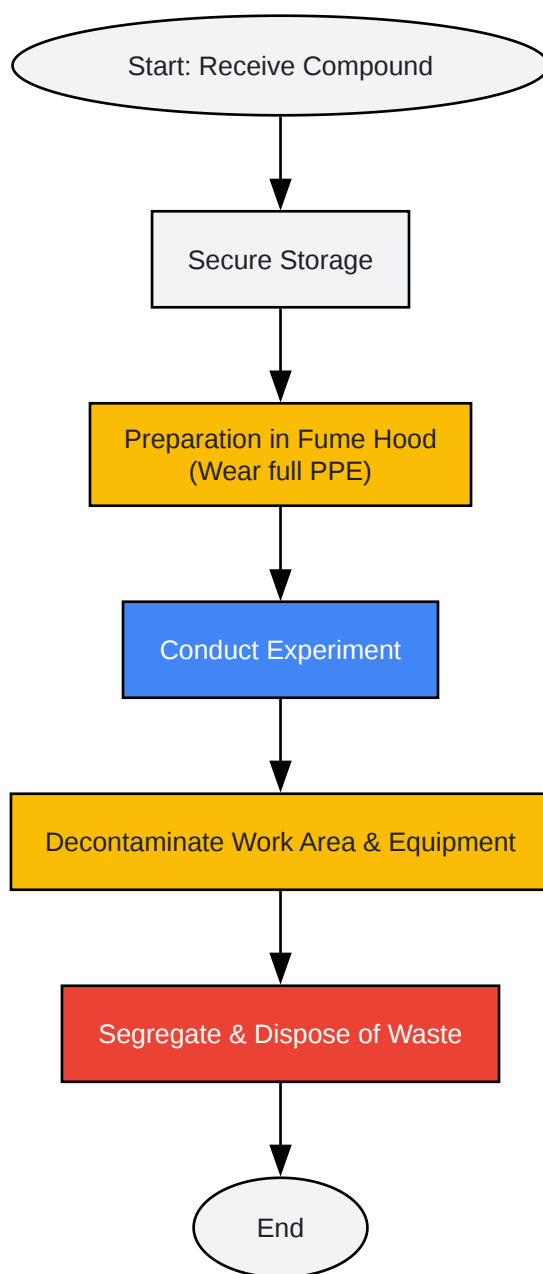 Start: Receive Compound
Secure Storage
Preparation in Fume Hood
(Wear full PPE)
Conduct Experiment
Decontaminate Work Area & Equipment
Segregate & Dispose of Waste
End